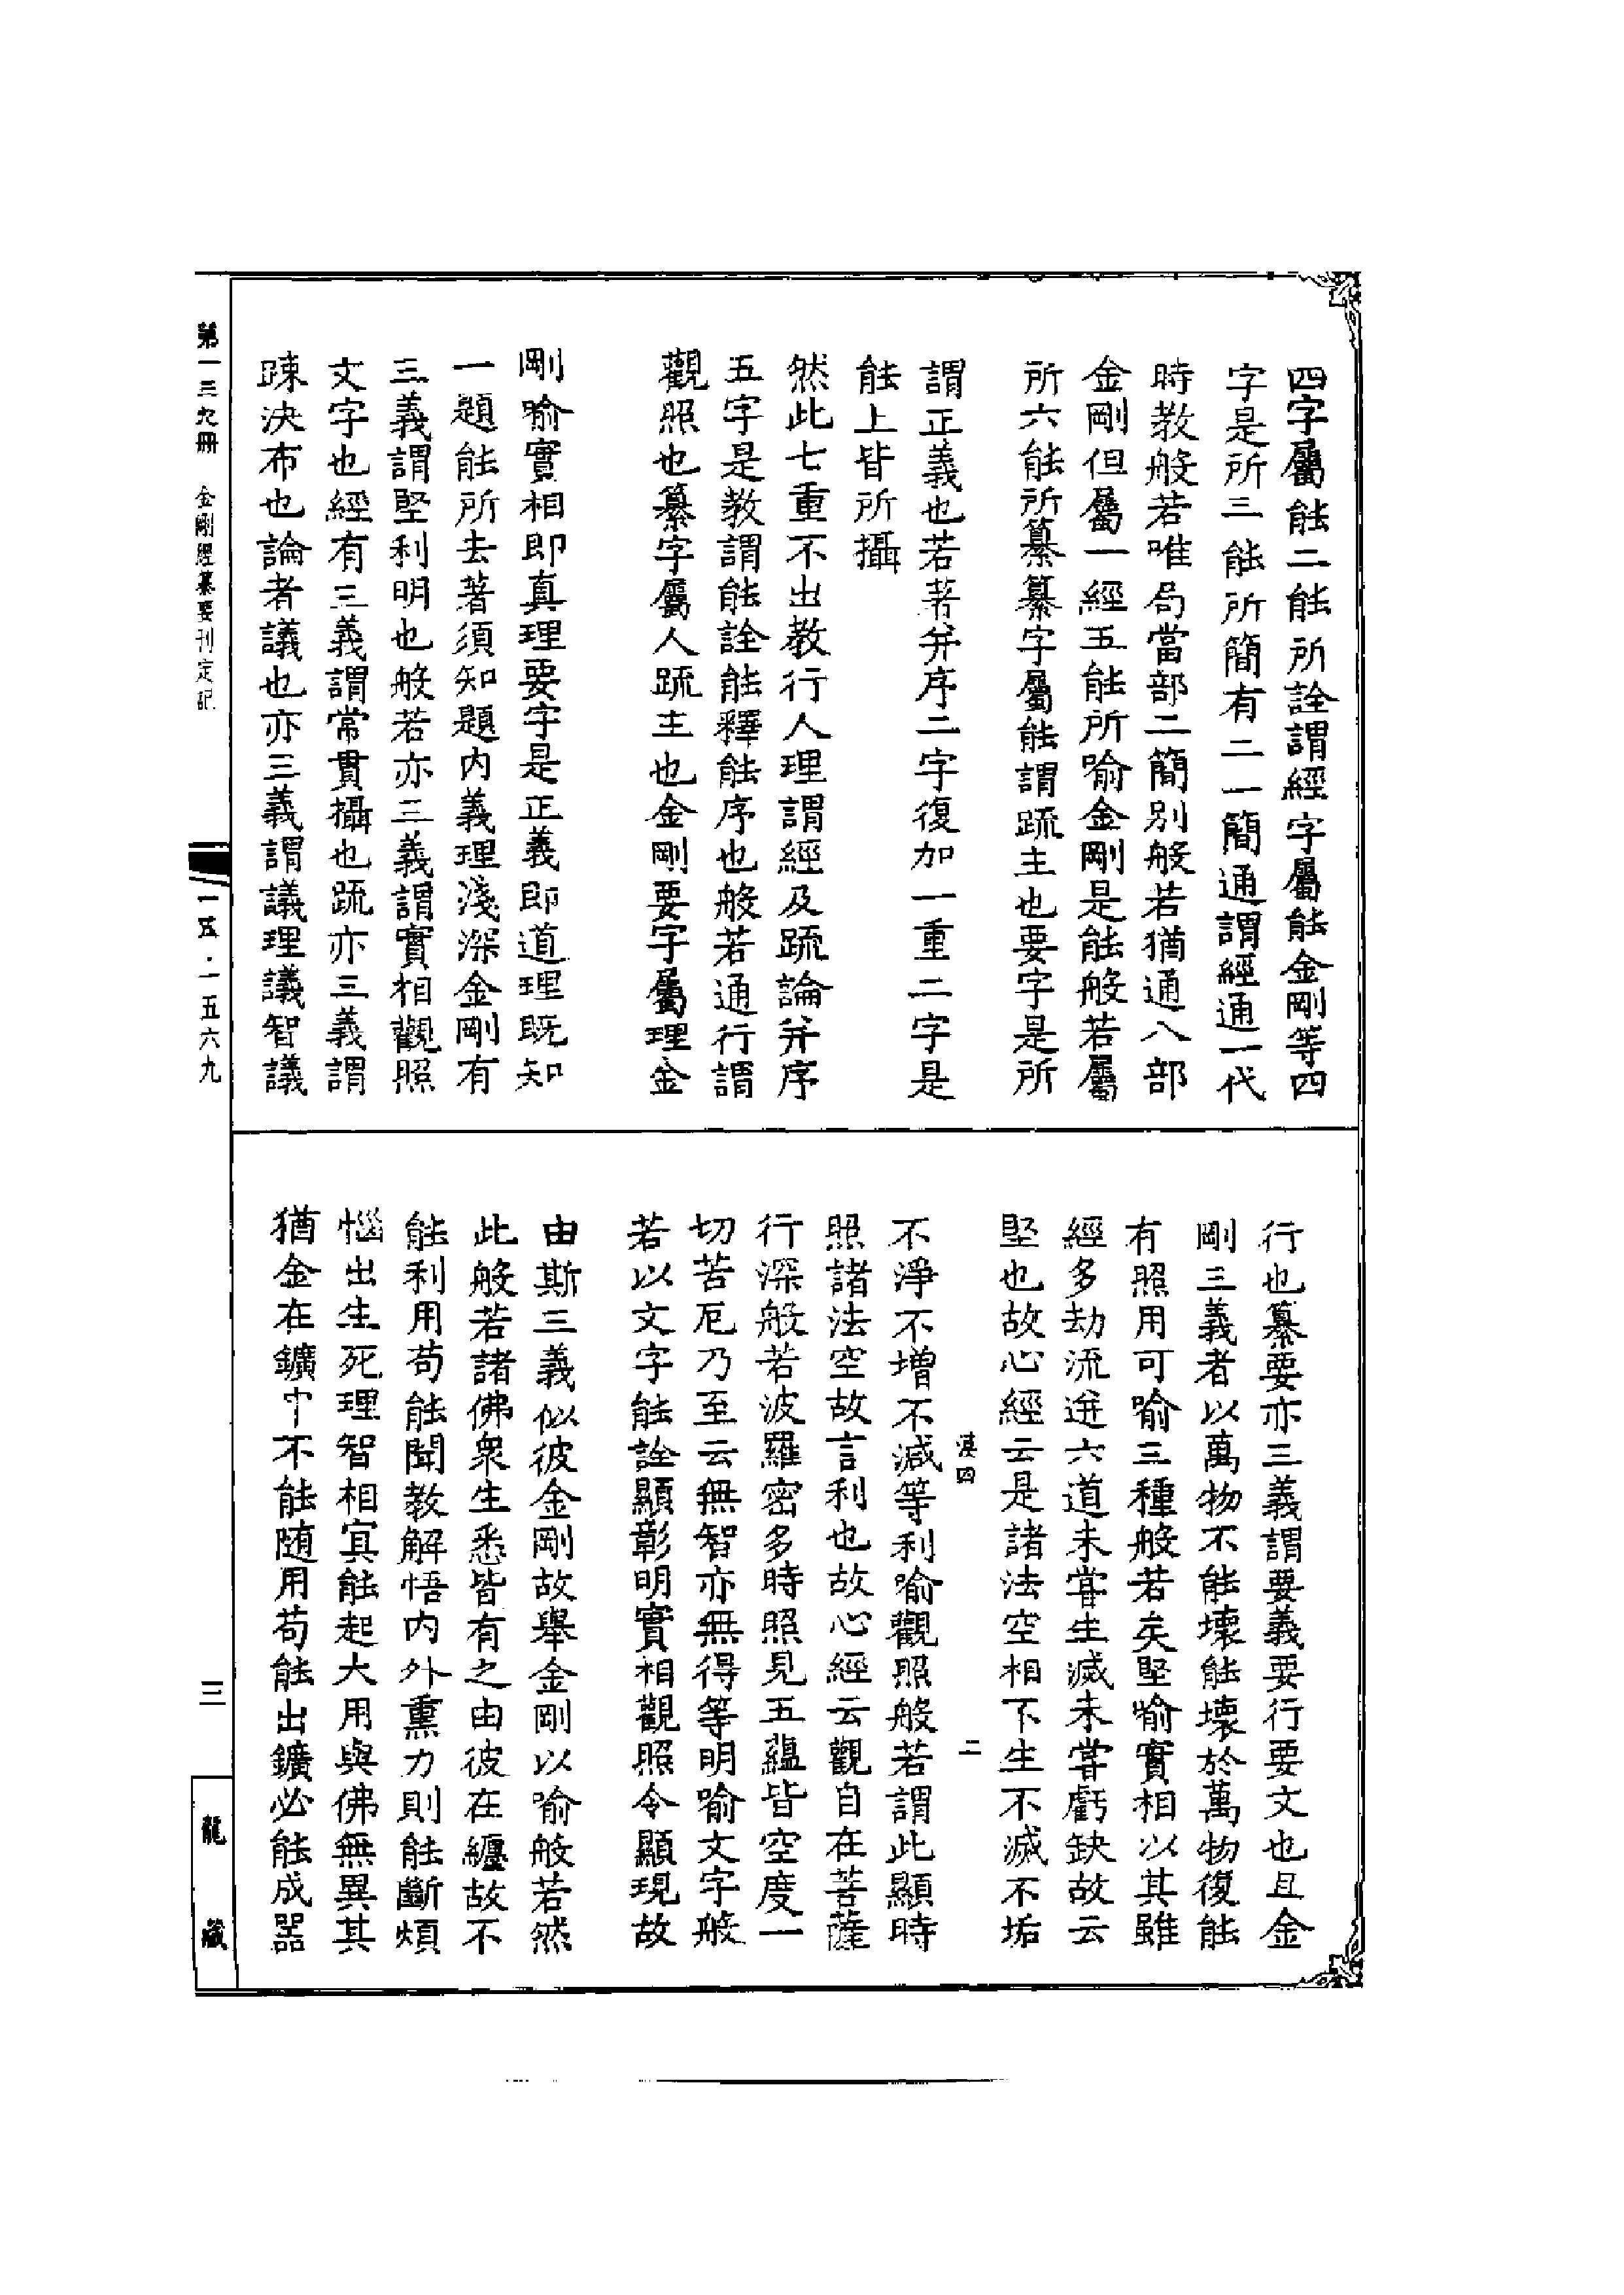 四字屬能二能所詮謂經字屬能金剛等四
字是所三能所簡有二一簡通謂經通一代
時教般若唯局當部二簡別般若猶通八部
金剛但屬一經五能所喻金剛是能般若屬
所六能所纂纂字屬能謂䟽主也要字是所
謂正義也若著并序二字復加一重二字是
能上皆所攝
然此七重不出教行人理謂經及䟽論并序
五字是教謂能詮能釋能序也般若通行謂
觀照也纂字屬人䟽主也金剛要字屬理金
剛喻實相即真理要字是正義即道理既知
一題能所去著須知題內義理淺深金剛有
三義謂堅利明也般若亦三義謂實相觀照
文字也經有三義謂常貫攝也䟽亦三義謂
疎決布也論者議也亦三義謂議理議智議
行也纂要亦三義謂要義要行要文也且金
剛三義者以萬物不能壞能壞於萬物復能
有照用可喻三種般若矣堅喻實相以其雖
經多劫流迸六道未甞生滅未甞虧缺故云
堅也故心經云是諸法空相不生不滅不垢
漢四 二
不淨不增不減等利喻觀照般若謂此顯時
照諸法空故言利也故心經云觀自在菩薩
行深般若波羅密多時照見五蘊皆空度一
切苦厄乃至云無智亦無得等明喻文字般
若以文字能詮顯彰明實相觀照令顯現故
由斯三義似彼金剛故舉金剛以喻般若然
此般若諸佛衆生悉皆有之由彼在纏故不
能利用苟能聞教解悟內外熏力則能斷煩
惱出生死理智相冥能起大用與佛無異其
猶金在鑛中不能随用苟能出鑛必能成器
第一三九冊 金剛經纂要刊定記
一五·一五六九
三
龍藏